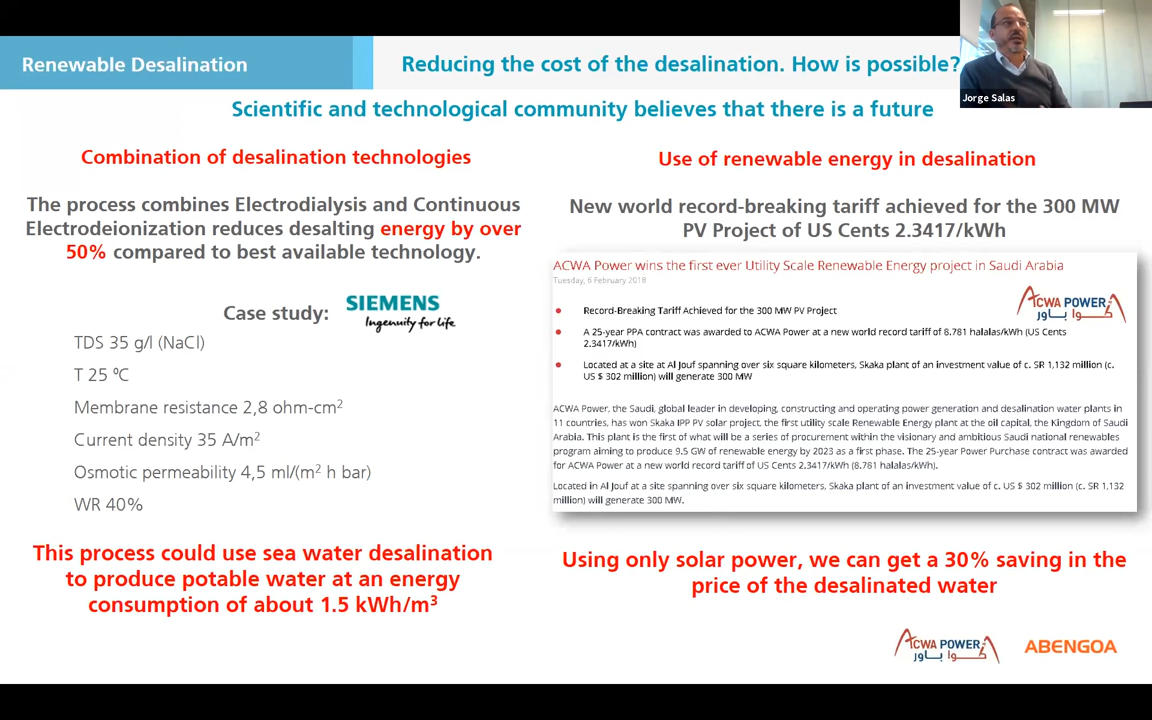 Renewable Desalination
Reducing the cost of the desalination. How is possible?
Jorge Salas
Scientific and technological community believes that there is a future
Combination of desalination technologies
The process combines Electrodialysis and Continuous
Electrodeionization reduces desalting energy by over
50% compared to best available technology.
Case study:
SIEMENS
Ingenuity for life
TDS 35 g/l (NaCl)
T 25 ºC
Membrane resistance 2,8 ohm-cm²
Current density 35 A/m²
Osmotic permeability 4,5 ml/(m² h bar)
WR 40%
This process could use sea water desalination
to produce potable water at an energy
consumption of about 1.5 kWh/m³
Use of renewable energy in desalination
New world record-breaking tariff achieved for the 300 MW
PV Project of US Cents 2.3417/kWh
ACWA Power wins the first ever Utility Scale Renewable Energy project in Saudi Arabia
Tuesday, 6 February 2018
ACWA POWER
أكوا باور
• Record-Breaking Tariff Achieved for the 300 MW PV Project
• A 25-year PPA contract was awarded to ACWA Power at a new world record tariff of 8.781 halalas/kWh (US Cents
2.3417/kWh)
• Located at a site at Al Jouf spanning over six square kilometers, Skaka plant of an investment value of c. SR 1,132 million (c.
US $ 302 million) will generate 300 MW
ACWA Power, the Saudi, global leader in developing, constructing and operating power generation and desalination water plants in
11 countries, has won Skaka IPP PV solar project, the first utility scale Renewable Energy plant at the oil capital, the Kingdom of Saudi
Arabia. This plant is the first of what will be a series of procurement within the visionary and ambitious Saudi national renewables
program aiming to produce 9.5 GW of renewable energy by 2023 as a first phase. The 25-year Power Purchase contract was awarded
for ACWA Power at a new world record tariff of US Cents 2.3417/kWh (8.781 halalas/kWh).
Located in Al Jouf at a site spanning over six square kilometers, Skaka plant of an investment value of c. US $ 302 million (c. SR 1,132
million) will generate 300 MW.
Using only solar power, we can get a 30% saving in the
price of the desalinated water
ACWA POWER
أكوا باور
ABENGOA